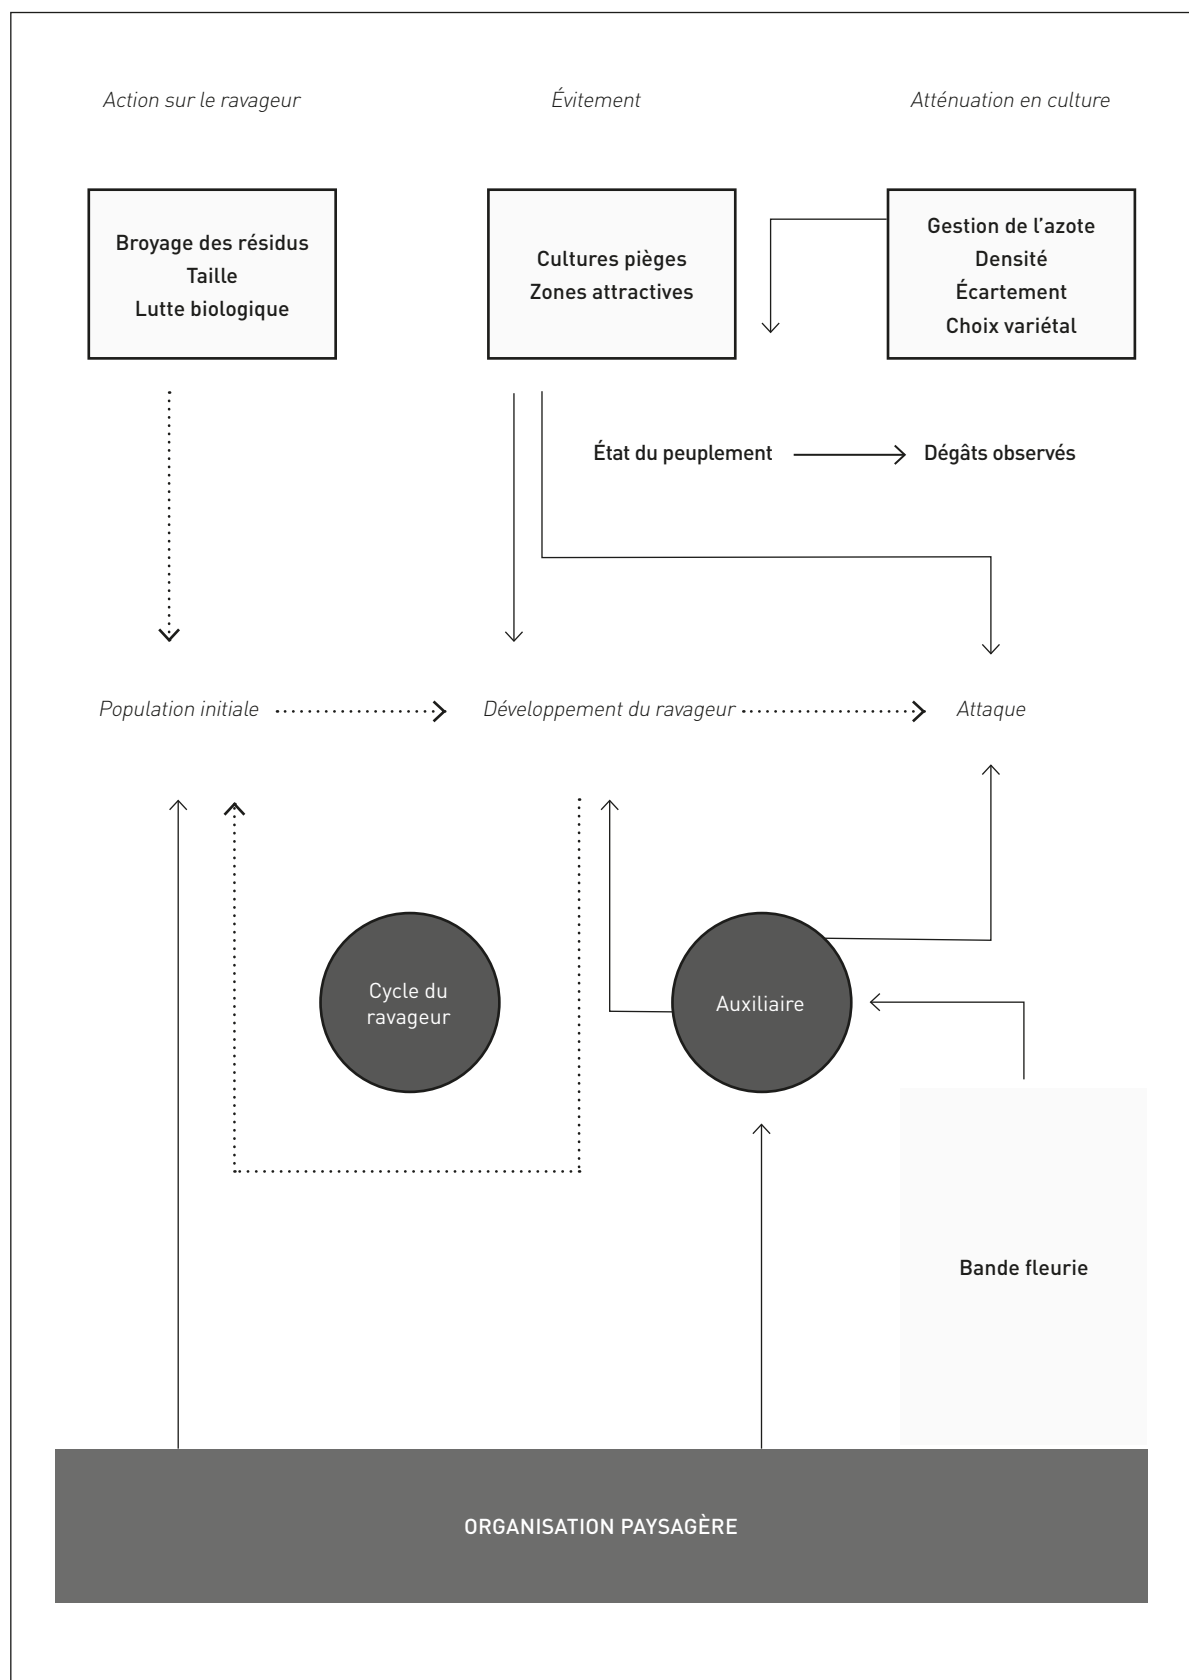 Action sur le ravageur
Évitement
Atténuation en culture
Broyage des résidus
Taille
Lutte biologique
Cultures pièges
Zones attractives
Gestion de l'azote
Densité
Écartement
Choix variétal
État du peuplement
Dégâts observés
Population initiale
Développement du ravageur
Attaque
Cycle du
ravageur
Auxiliaire
Bande fleurie
ORGANISATION PAYSAGÈRE